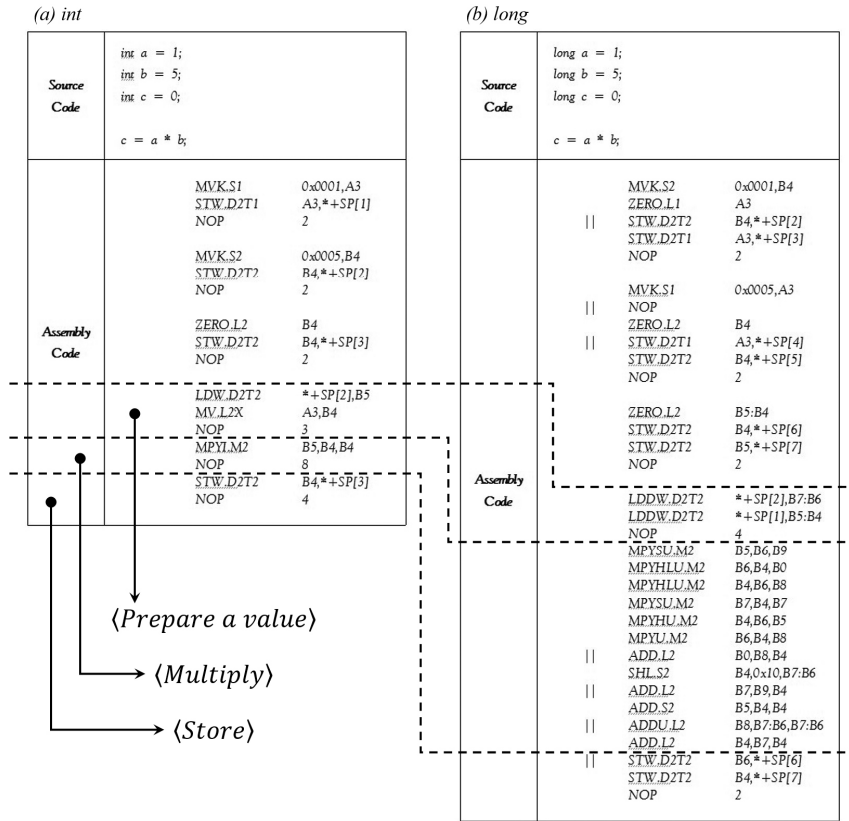 (a) int
int a = 1;
int b = 5;
int c = 0;
Source
Code
c = a * b;
MVK.S1 0x0001,A3
STW.D2T1 A3,*+SP[1]
NOP 2
MVK.S2 0x0005,B4
STW.D2T2 B4,*+SP[2]
NOP 2
ZERO.L2 B4
STW.D2T2 B4,*+SP[3]
NOP 2
Assembly
Code
LDW.D2T2 *+SP[2],B5
MV.L2X A3,B4
NOP 3
MPYI.M2 B5,B4,B4
NOP 8
STW.D2T2 B4,*+SP[3]
NOP 4
⟨Prepare a value⟩
⟨Multiply⟩
⟨Store⟩
(b) long
long a = 1;
long b = 5;
long c = 0;
Source
Code
c = a * b;
MVK.S2 0x0001,B4
ZERO.L1 A3
|| STW.D2T2 B4,*+SP[2]
STW.D2T1 A3,*+SP[3]
NOP 2
MVK.S1 0x0005,A3
|| NOP
ZERO.L2 B4
|| STW.D2T1 A3,*+SP[4]
STW.D2T2 B4,*+SP[5]
NOP 2
ZERO.L2 B5:B4
STW.D2T2 B4,*+SP[6]
STW.D2T2 B5,*+SP[7]
NOP 2
Assembly
Code
LDDW.D2T2 *+SP[2],B7:B6
LDDW.D2T2 *+SP[1],B5:B4
NOP 4
MPYSU.M2 B5,B6,B9
MPYHLU.M2 B6,B4,B0
MPYHLU.M2 B4,B6,B8
MPYSU.M2 B7,B4,B7
MPYHU.M2 B4,B6,B5
MPYU.M2 B6,B4,B8
|| ADD.L2 B0,B8,B4
SHL.S2 B4,0x10,B7:B6
|| ADD.L2 B7,B9,B4
ADD.S2 B5,B4,B4
|| ADDU.L2 B8,B7:B6,B7:B6
ADD.L2 B4,B7,B4
|| STW.D2T2 B6,*+SP[6]
STW.D2T2 B4,*+SP[7]
NOP 2